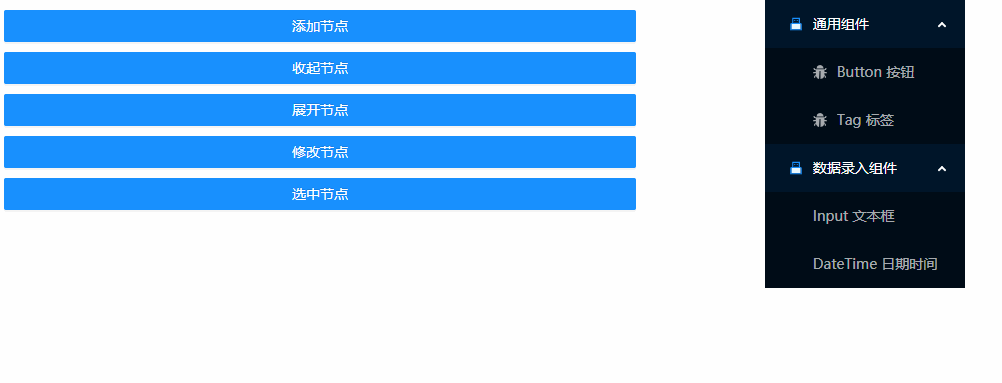 添加节点
收起节点
展开节点
修改节点
选中节点
通用组件
Button 按钮
Tag 标签
数据录入组件
Input 文本框
DateTime 日期时间